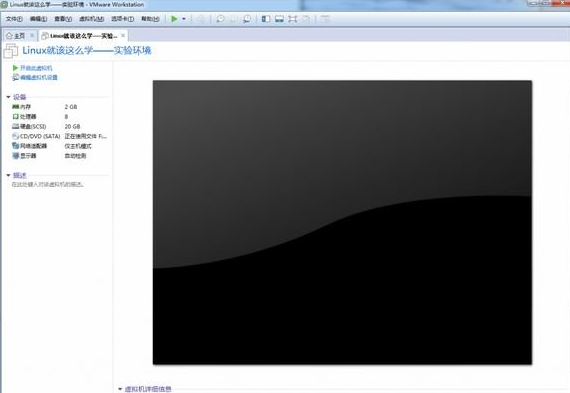 Linux就该这么学——实验环境 - VMware Workstation
文件(F) 编辑(E) 查看(V) 虚拟机(M) 选项卡(T) 帮助(H)
主页 Linux就该这么学——实验...
Linux就该这么学——实验环境
开启此虚拟机
编辑虚拟机设置
设备
内存 2 GB
处理器 8
硬盘(SCSI) 20 GB
CD/DVD (SATA) 正在使用文件 Fi...
网络适配器 仅主机模式
显示器 自动检测
描述
在此处键入对该虚拟机的描述。
虚拟机详细信息